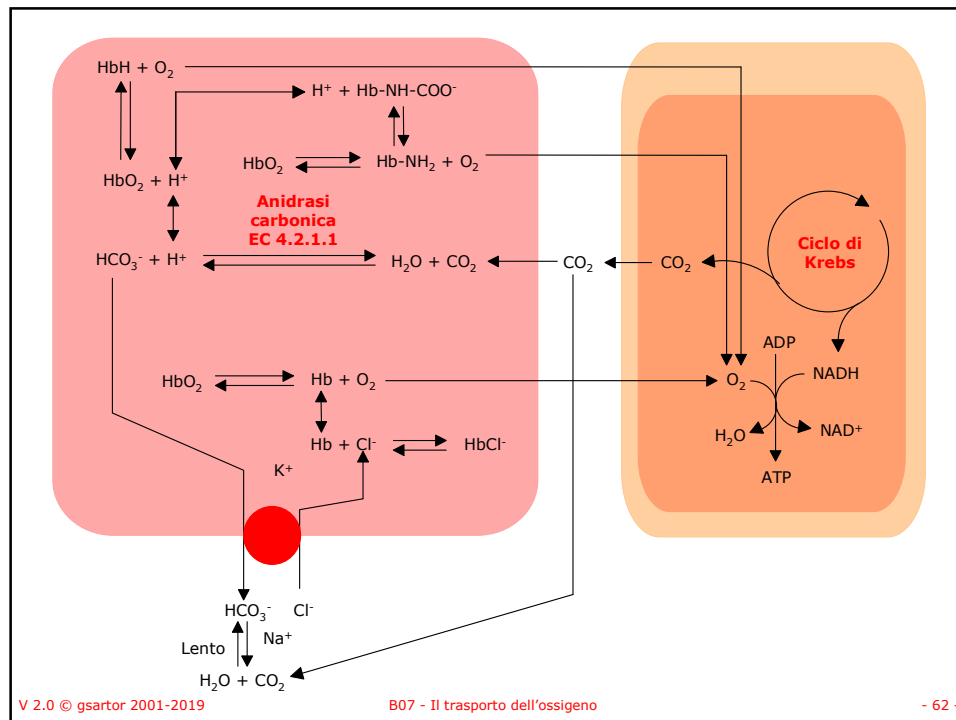 HbH + O₂
H⁺ + Hb-NH-COO⁻
HbO₂
Hb-NH₂ + O₂
HbO₂ + H⁺
Anidrasi
carbonica
EC 4.2.1.1
HCO₃⁻ + H⁺
H₂O + CO₂
CO₂
CO₂
Ciclo di
Krebs
ADP
HbO₂
Hb + O₂
O₂
NADH
Hb + Cl⁻
HbCl⁻
H₂O
NAD⁺
K⁺
ATP
HCO₃⁻
Cl⁻
Na⁺
Lento
H₂O + CO₂
V 2.0 © gsartor 2001-2019
B07 - Il trasporto dell'ossigeno
- 62 -